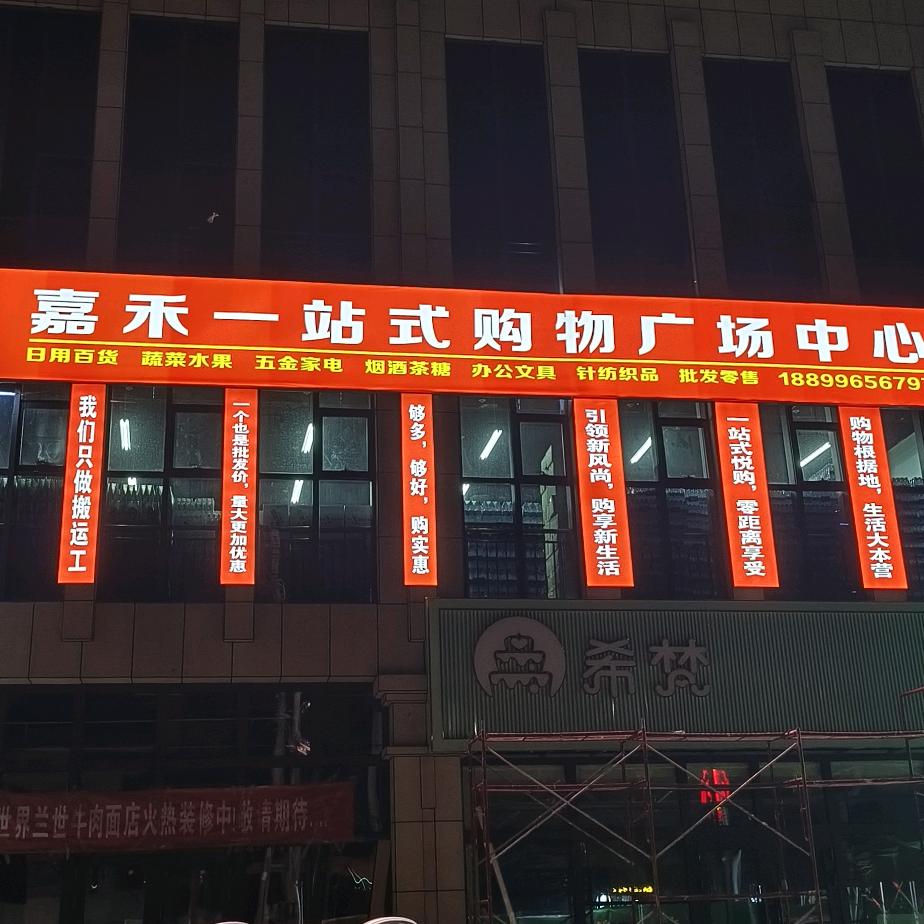 嘉禾一站式购物广场中心
日用百货 蔬菜水果 五金家电 烟酒茶糖 办公文具 针纺织品 批发零售 1889965679
我们只做搬运工
一个也是批发价，量大更加优惠
够多，够好，购实惠
引领新风尚，购享新生活
一站式悦购，零距离享受
购物根据地，生活大本营
希梵
世界兰世牛肉面店火热装修中!敬请期待....